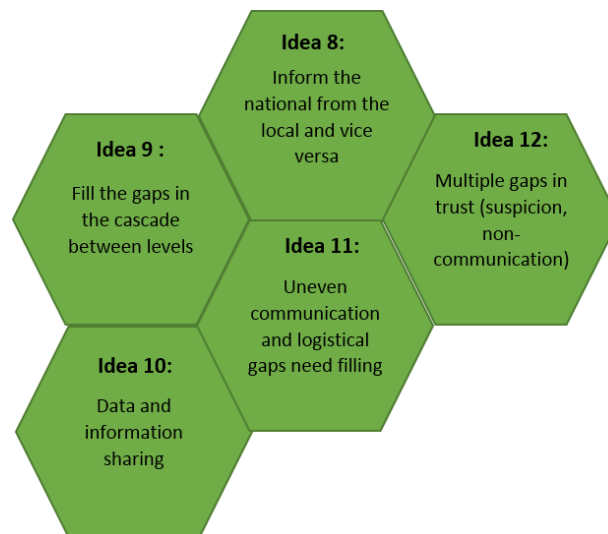 Idea 8:
Inform the
national from the
local and vice
versa
Idea 9 :
Fill the gaps in
the cascade
between levels
Idea 12:
Multiple gaps in
trust (suspicion,
non-
communication)
Idea 11:
Uneven
communication
and logistical
gaps need filling
Idea 10:
Data and
information
sharing